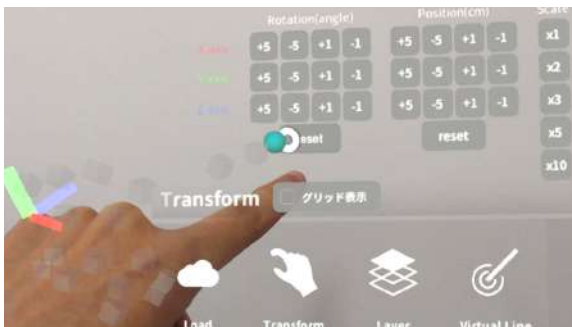 Rotation(angle) Position(cm) Scale
+5 -5 +1 -1 +5 -5 +1 -1 x1
+5 -5 +1 -1 +5 -5 +1 -1 x2
+5 -5 +1 -1 +5 -5 +1 -1 x3
reset x5
x10
Transform グリッド表示
Load Transform Layer Virtual Line